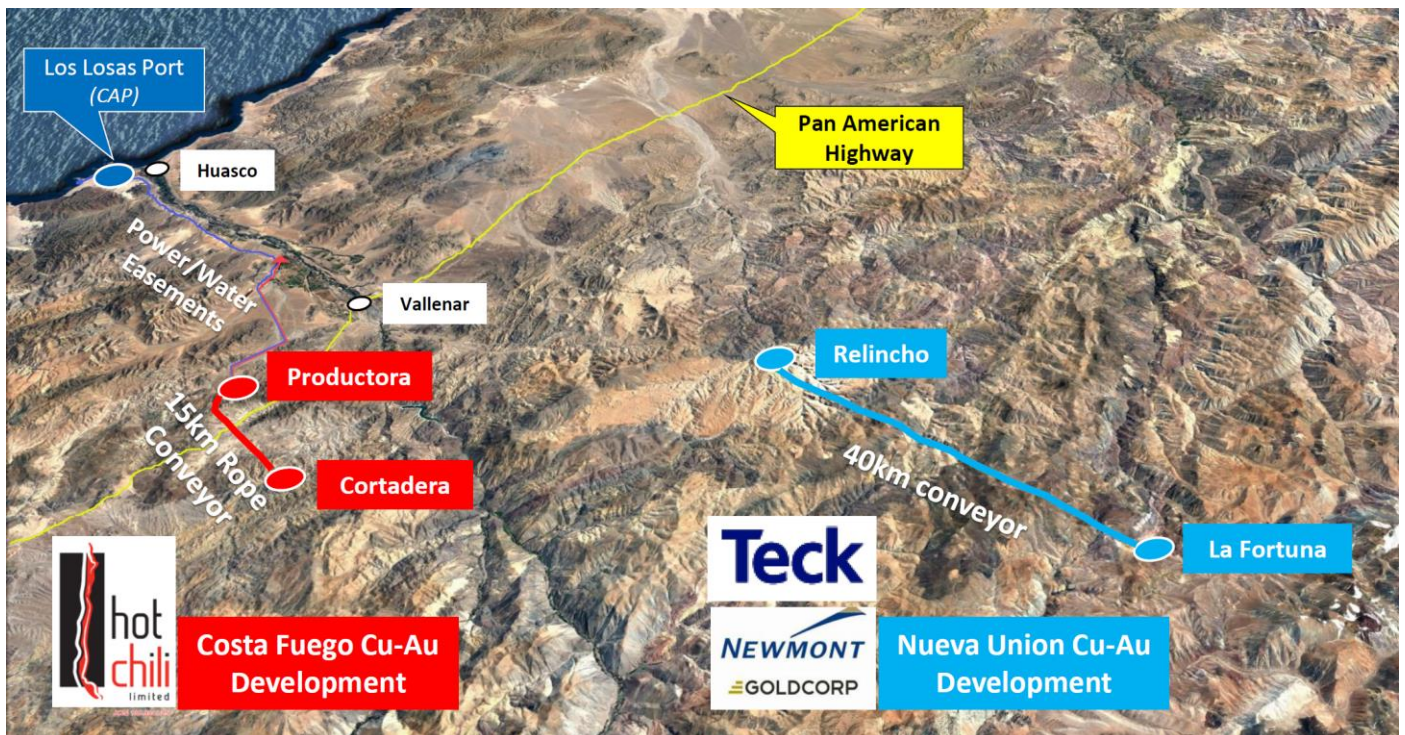 Los Losas Port
(CAP)
Huasco
Pan American
Highway
Power/Water
Easements
Vallenar
Relincho
Productora
15km Rope
Conveyor
Cortadera
40km conveyor
La Fortuna
hot
chili
limited
Costa Fuego Cu-Au
Development
Teck
NEWMONT
GOLDCORP
Nueva Union Cu-Au
Development